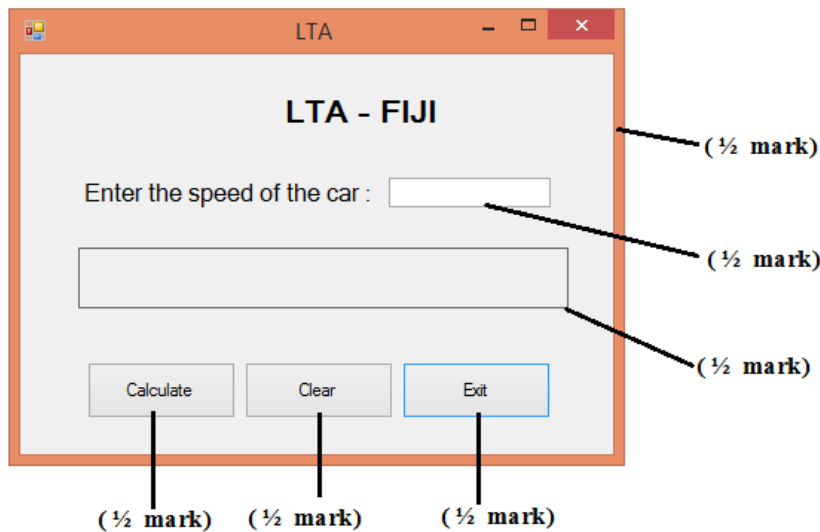 LTA
LTA - FIJI
( ½ mark)
Enter the speed of the car :
( ½ mark)
( ½ mark)
Calculate Clear Exit
( ½ mark) ( ½ mark) ( ½ mark)